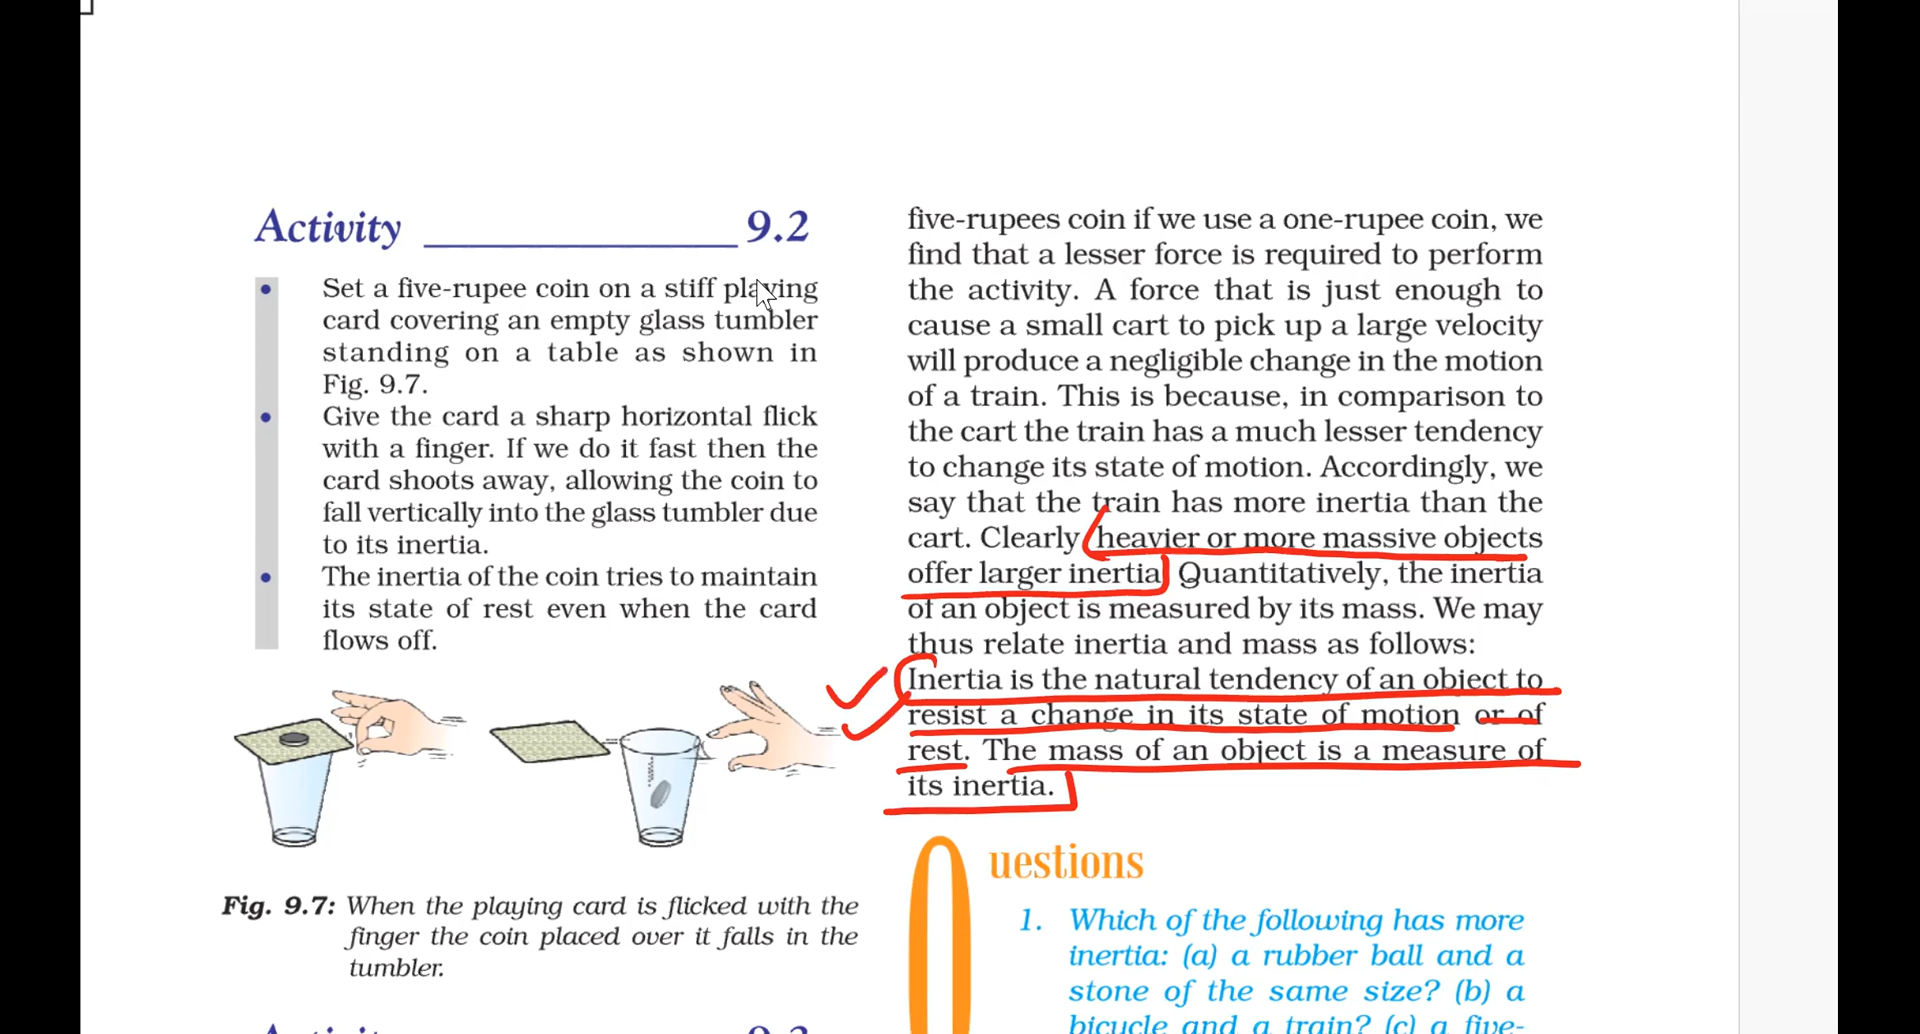 Activity 9.2
• Set a five-rupee coin on a stiff playing
card covering an empty glass tumbler
standing on a table as shown in
Fig. 9.7.
• Give the card a sharp horizontal flick
with a finger. If we do it fast then the
card shoots away, allowing the coin to
fall vertically into the glass tumbler due
to its inertia.
• The inertia of the coin tries to maintain
its state of rest even when the card
flows off.
Fig. 9.7: When the playing card is flicked with the
finger the coin placed over it falls in the
tumbler.
Activity 9.3
five-rupees coin if we use a one-rupee coin, we
find that a lesser force is required to perform
the activity. A force that is just enough to
cause a small cart to pick up a large velocity
will produce a negligible change in the motion
of a train. This is because, in comparison to
the cart the train has a much lesser tendency
to change its state of motion. Accordingly, we
say that the train has more inertia than the
cart. Clearly heavier or more massive objects
offer larger inertia. Quantitatively, the inertia
of an object is measured by its mass. We may
thus relate inertia and mass as follows:
Inertia is the natural tendency of an object to
resist a change in its state of motion or of
rest. The mass of an object is a measure of
its inertia.
Questions
1. Which of the following has more
inertia: (a) a rubber ball and a
stone of the same size? (b) a
bicycle and a train? (c) a five-